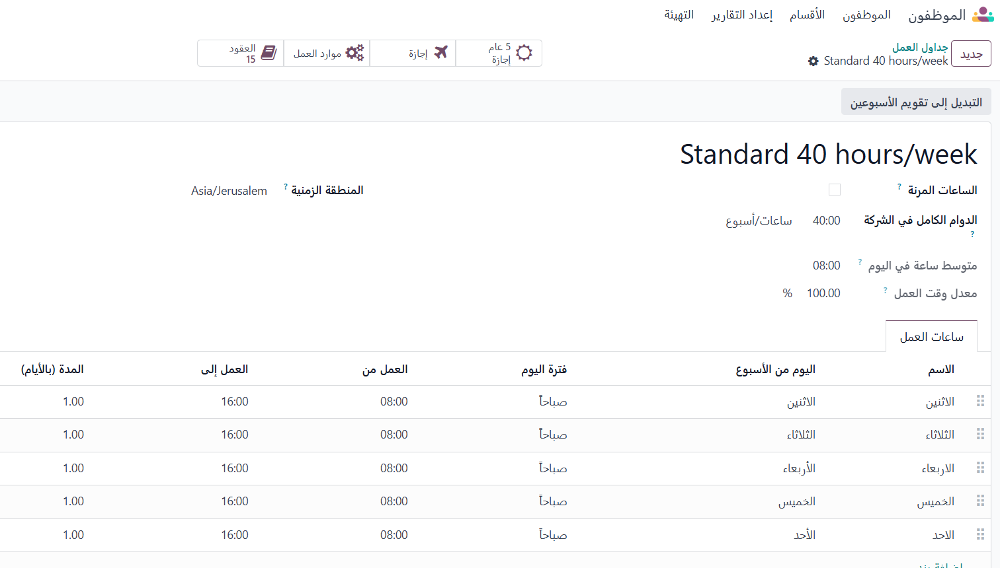 الموظفون الموظفون الأقسام إعداد التقارير التهيئة
جديد
جداول العمل
Standard 40 hours/week
5 عام
إجازة
إجازة
موارد العمل
العقود
15
التبديل إلى تقويم الأسبوعين
Standard 40 hours/week
الساعات المرنة ?
المنطقة الزمنية ? Asia/Jerusalem
الدوام الكامل في الشركة 40:00 ساعات/أسبوع
?
متوسط ساعة في اليوم ? 08:00
معدل وقت العمل ? 100.00 %
ساعات العمل
الاسم اليوم من الأسبوع فترة اليوم العمل من العمل إلى المدة (بالأيام)
الاثنين الاثنين صباحاً 08:00 16:00 1.00
الثلاثاء الثلاثاء صباحاً 08:00 16:00 1.00
الاربعاء الأربعاء صباحاً 08:00 16:00 1.00
الخميس الخميس صباحاً 08:00 16:00 1.00
الاحد الأحد صباحاً 08:00 16:00 1.00